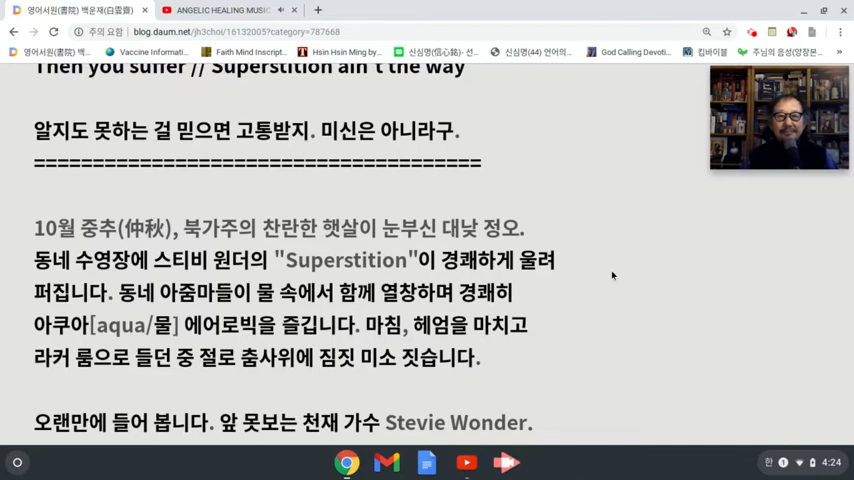 영어서원(書院) 백운재(白雲齋)
ANGELIC HEALING MUSIC
주의 요함
blog.daum.net/jh3choi/16132005?category=787668
영어서원(書院) 백운재(白雲...
Vaccine Informati...
Faith Mind Inscript...
Hsin Hsin Ming by...
신심명(信心銘)...
신심명(44) 언어의...
God Calling Devoti...
킵바이블
주님의 음성(양장본...
Then you suffer // Superstition ain't the way
알지도 못하는 걸 믿으면 고통받지. 미신은 아니라구.
======================================
10월 중추(仲秋), 북가주의 찬란한 햇살이 눈부신 대낮 정오.
동네 수영장에 스티비 원더의 "Superstition"이 경쾌하게 울려
퍼집니다. 동네 아줌마들이 물 속에서 함께 열창하며 경쾌히
아쿠아[aqua/물] 에어로빅을 즐깁니다. 마침, 헤엄을 마치고
라커 룸으로 들던 중 절로 춤사위에 짐짓 미소 짓습니다.
오랜만에 들어 봅니다. 앞 못보는 천재 가수 Stevie Wonder.
한
4:24